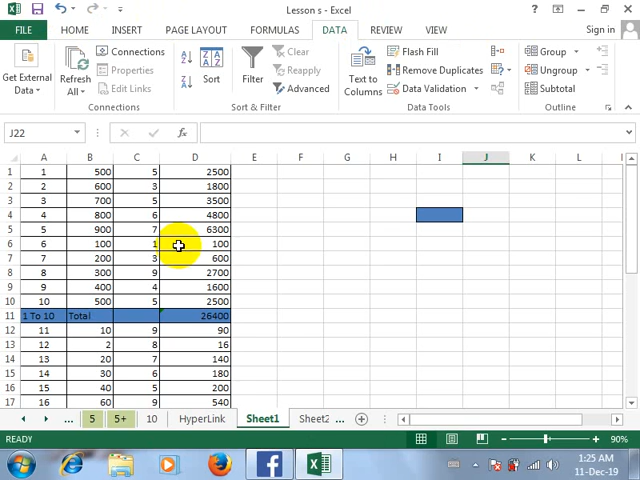 Lesson s - Excel
FILE HOME INSERT PAGE LAYOUT FORMULAS DATA REVIEW VIEW Sign in
Get External Data
Refresh All
Connections
Properties
Edit Links
Connections
Sort
Filter
Clear
Reapply
Advanced
Sort & Filter
Text to Columns
Flash Fill
Remove Duplicates
Data Validation
Data Tools
Group
Ungroup
Subtotal
Outline
J22 fx
A B C D E F G H I J K L
1 1 500 5 2500
2 2 600 3 1800
3 3 700 5 3500
4 4 800 6 4800
5 5 900 7 6300
6 6 100 1 100
7 7 200 3 600
8 8 300 9 2700
9 9 400 4 1600
10 10 500 5 2500
11 1 To 10 Total 26400
12 11 10 9 90
13 12 2 8 16
14 13 20 7 140
15 14 30 6 180
16 15 40 5 200
17 16 60 9 540
... 5 5+ 10 HyperLink Sheet1 Sheet2 ...
READY 90%
1:25 AM
11-Dec-19